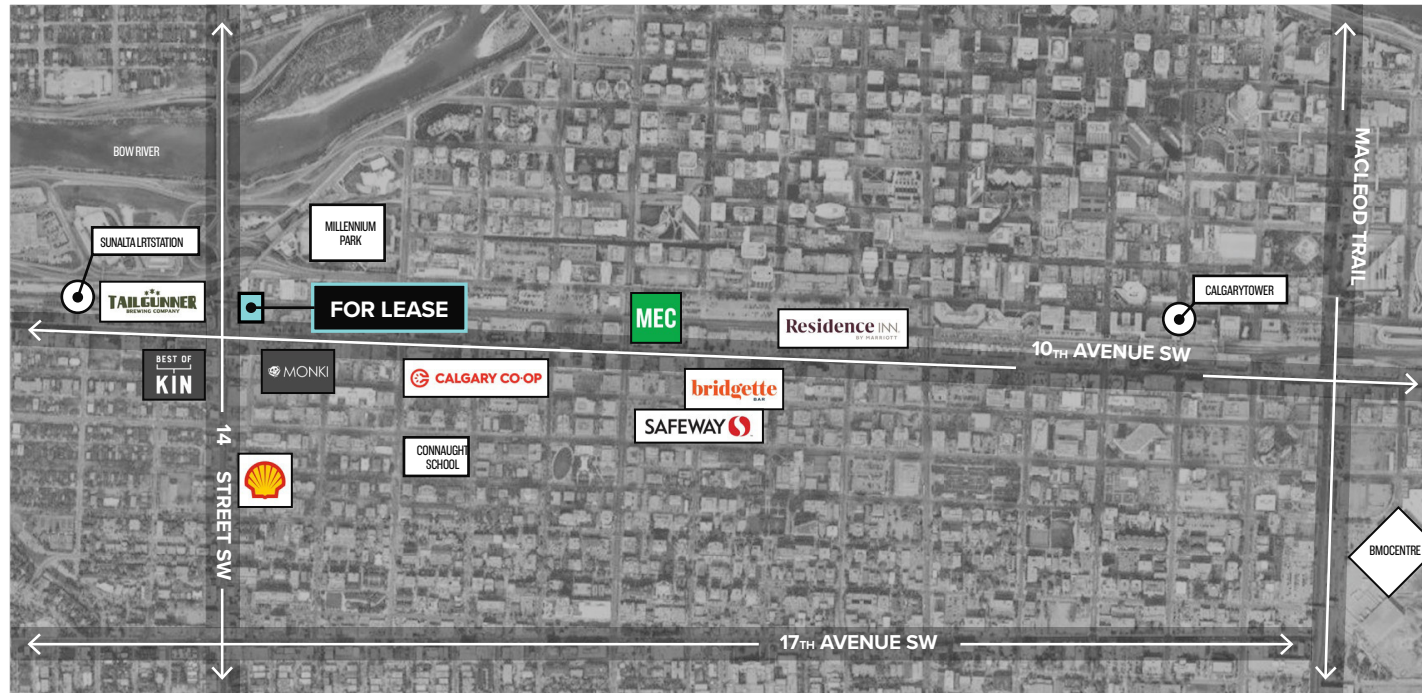 BOW RIVER
MACLEOD TRAIL
MILLENNIUM
PARK
SUNALTA LRTSTATION
TAILGUNNER
BREWING COMPANY
FOR LEASE
MEC
CALGARYTOWER
Residence INN.
BY MARRIOTT
10TH AVENUE SW
BEST OF
KIN
MONKI
CALGARY CO·OP
bridgette
BAR
SAFEWAY
14 STREET SW
CONNAUGHT
SCHOOL
BMOCENTRE
17TH AVENUE SW